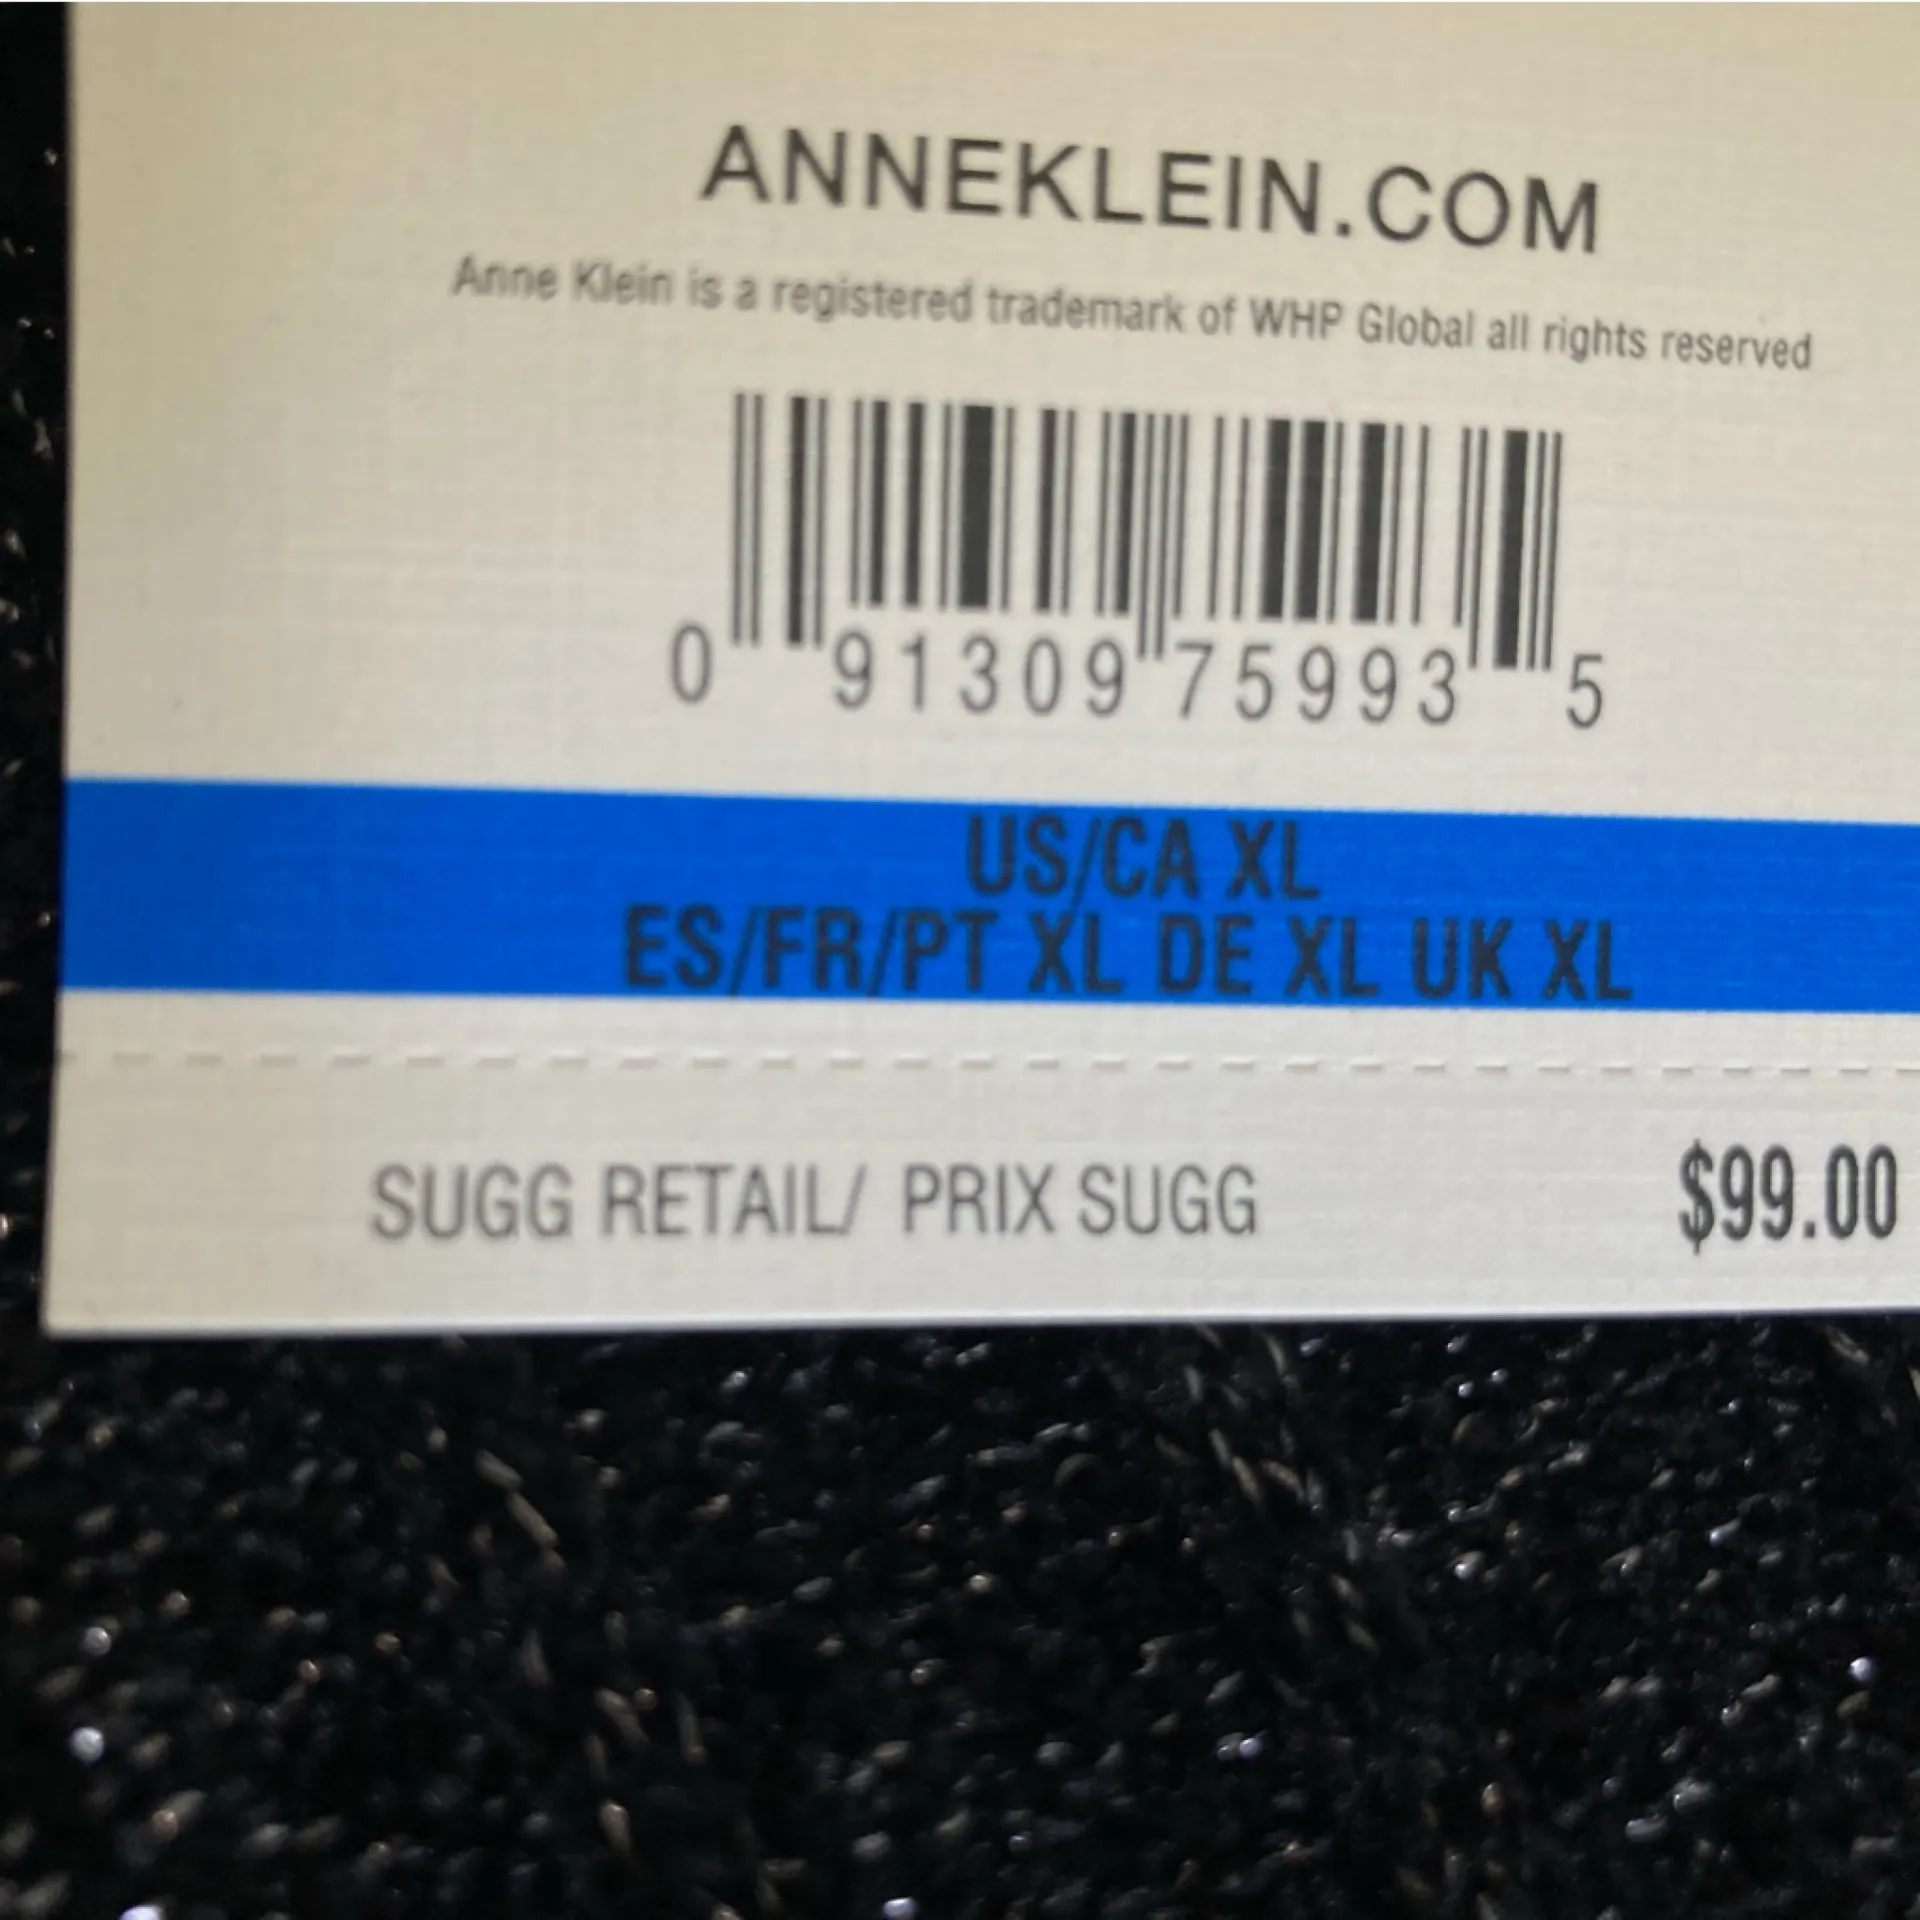 ANNEKLEIN.COM
Anne Klein is a registered trademark of WHP Global all rights reserved
0 91309 75993 5
US/CA XL
ES/FR/PT XL DE XL UK XL
SUGG RETAIL/ PRIX SUGG $99.00